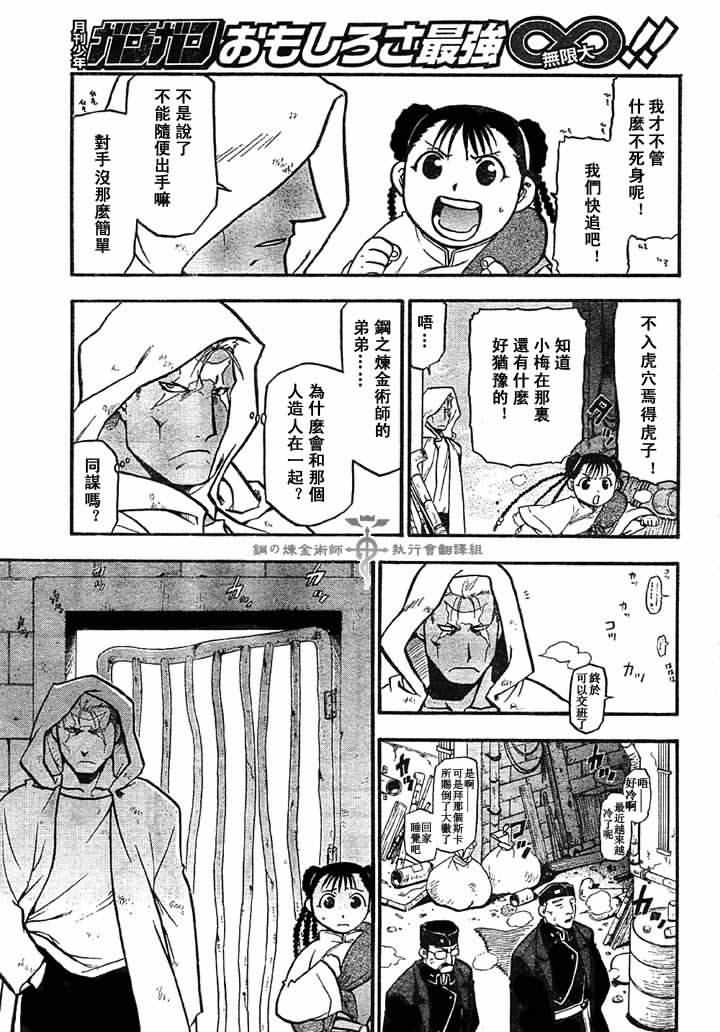 月刊少年
ガンガン おもしろさ最強 無限大!!
我才不管
什麼不死身呢！
我們快追吧！
不是說了
不能隨便出手嘛
對手沒那麼簡單
不入虎穴焉得虎子！
知道
小梅在那裏
還有什麼
好猶豫的！
唔…
鋼之煉金術師的
弟弟……
為什麼會和那個
人造人在一起？
同謀嗎？
鋼の煉金術師
執行會翻譯組
終於
可以交班了
唔
好冷啊
最近越來越
冷了呢
是啊
可是拜那個斯卡
所賜倒了大黴了
回家
睡覺吧